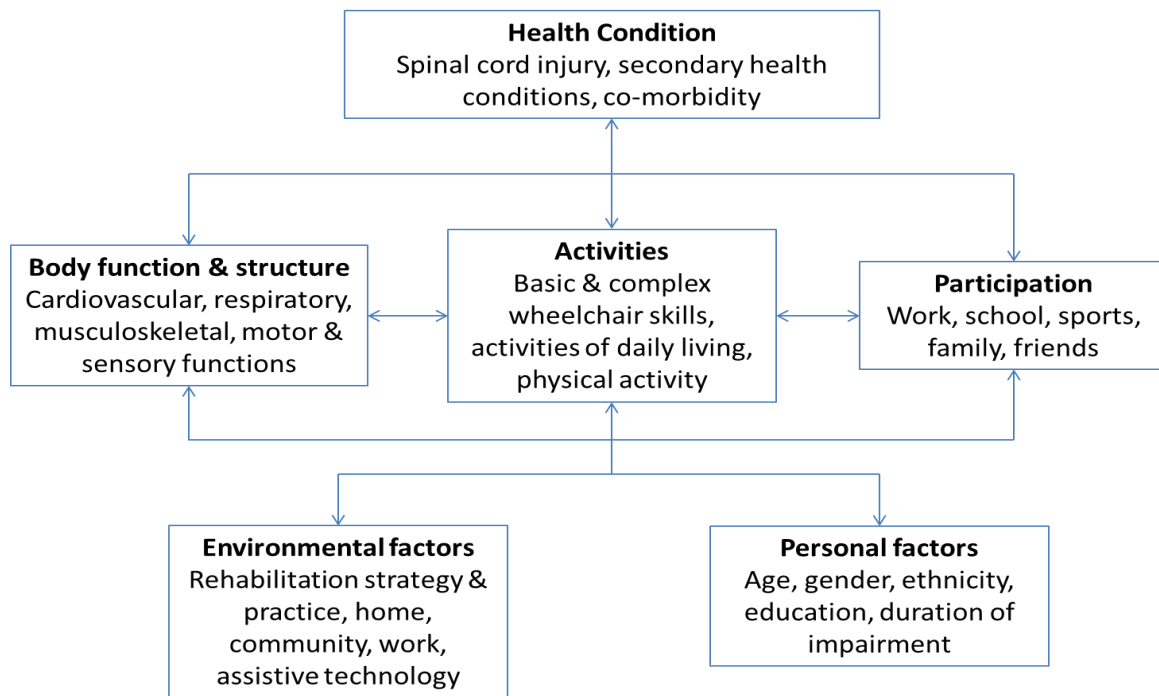 Health Condition
Spinal cord injury, secondary health
conditions, co-morbidity
Body function & structure
Cardiovascular, respiratory,
musculoskeletal, motor &
sensory functions
Activities
Basic & complex
wheelchair skills,
activities of daily living,
physical activity
Participation
Work, school, sports,
family, friends
Environmental factors
Rehabilitation strategy &
practice, home,
community, work,
assistive technology
Personal factors
Age, gender, ethnicity,
education, duration of
impairment